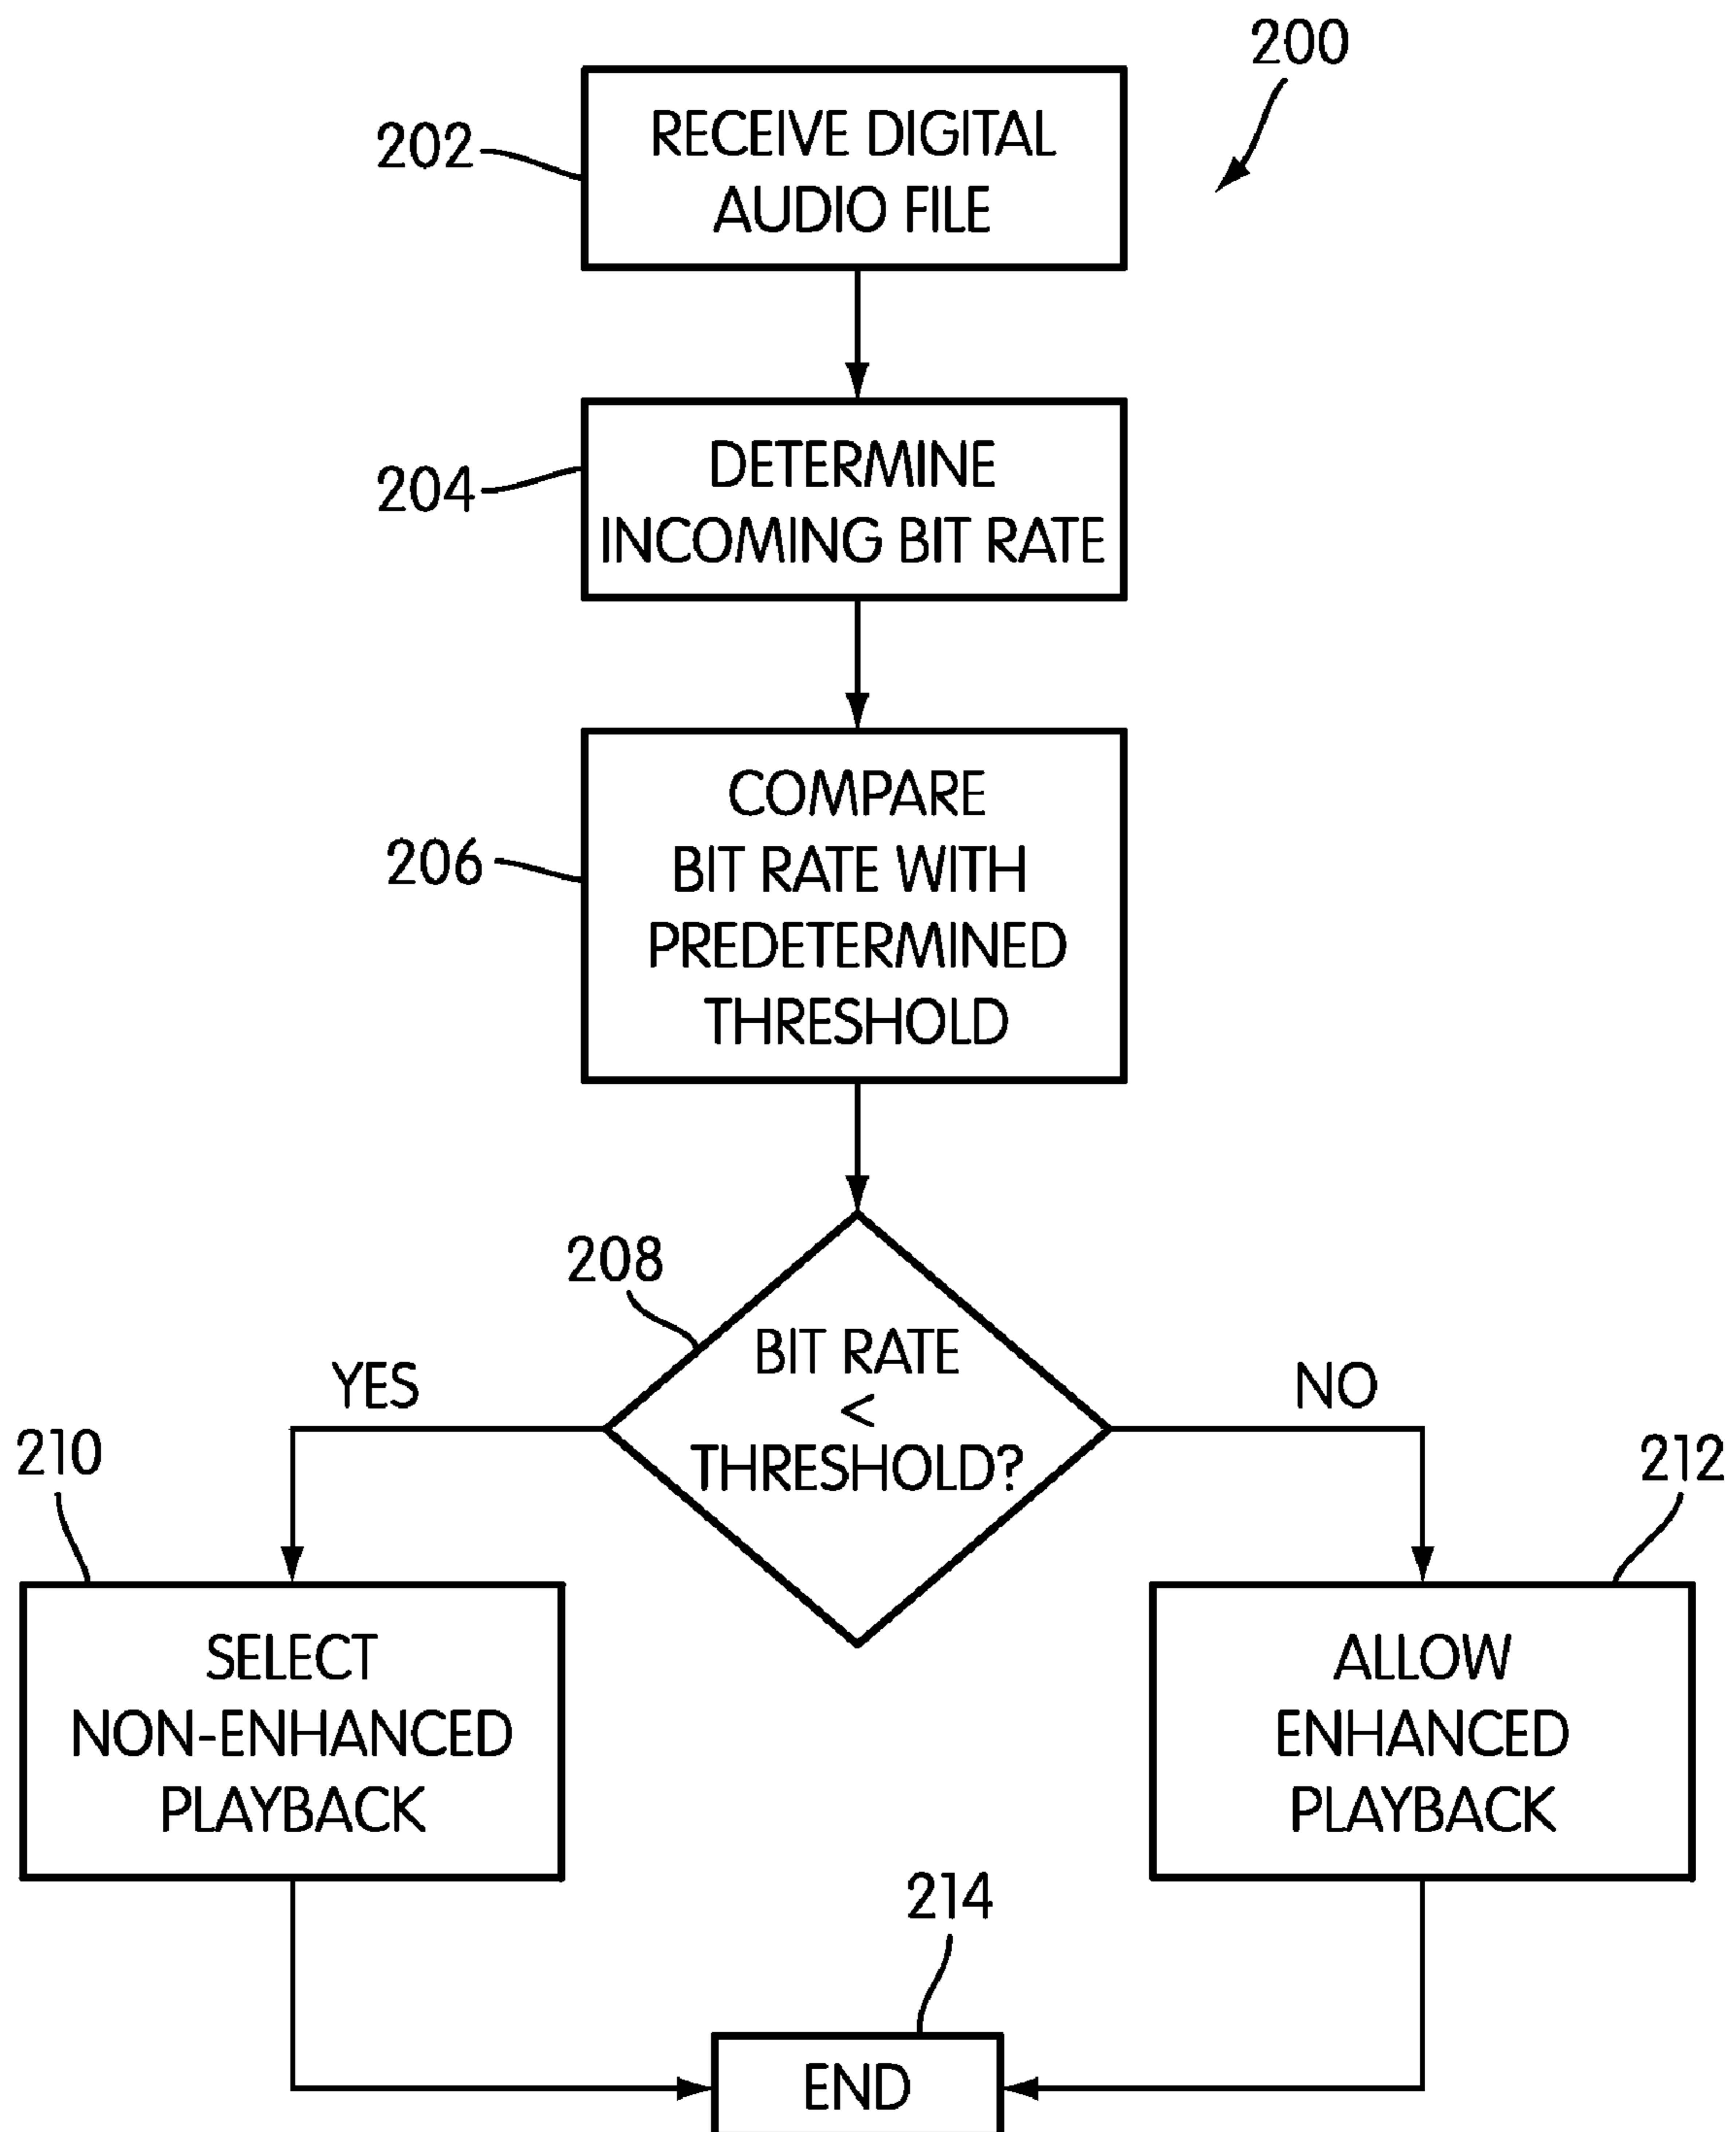 200
202
RECEIVE DIGITAL
AUDIO FILE
204
DETERMINE
INCOMING BIT RATE
206
COMPARE
BIT RATE WITH
PREDETERMINED
THRESHOLD
208
BIT RATE
<
THRESHOLD?
YES
NO
210
212
SELECT
NON-ENHANCED
PLAYBACK
ALLOW
ENHANCED
PLAYBACK
214
END